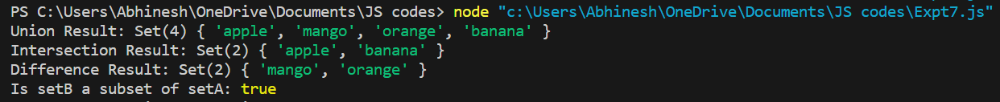 PS C:\Users\Abhinesh\OneDrive\Documents\JS codes> node "c:\Users\Abhinesh\OneDrive\Documents\JS codes\Expt7.js"
Union Result: Set(4) { 'apple', 'mango', 'orange', 'banana' }
Intersection Result: Set(2) { 'apple', 'banana' }
Difference Result: Set(2) { 'mango', 'orange' }
Is setB a subset of setA: true